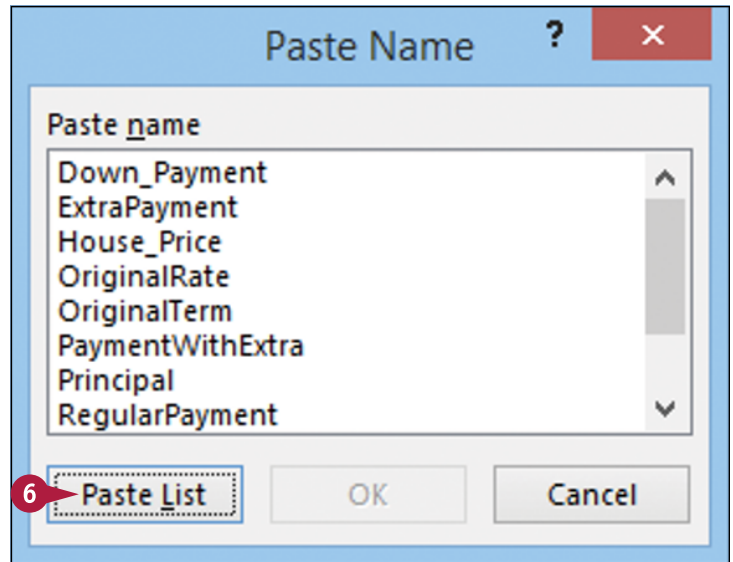 Paste Name ? ×
Paste name
Down_Payment
ExtraPayment
House_Price
OriginalRate
OriginalTerm
PaymentWithExtra
Principal
RegularPayment
6 Paste List OK Cancel